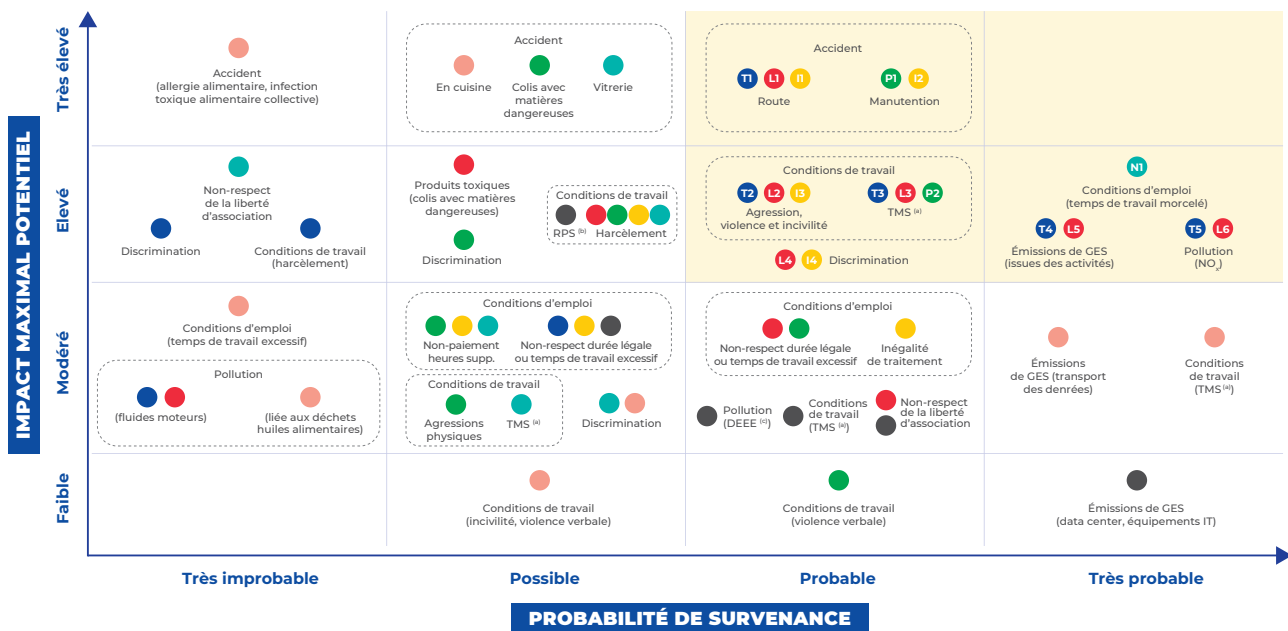 IMPACT MAXIMAL POTENTIEL
Très élevé
Accident
(allergie alimentaire, infection
toxique alimentaire collective)
Accident
En cuisine
Colis avec
matières
dangereuses
Vitrerie
Accident
T1 L1 I1
Route
P1 I2
Manutention
Elevé
Non-respect
de la liberté
d'association
Discrimination
Conditions de travail
(harcèlement)
Produits toxiques
(colis avec matières
dangereuses)
Discrimination
Conditions de travail
RPS (b)
Harcèlement
Conditions de travail
T2 L2 I3
Agression,
violence et incivilité
T3 L3 P2
TMS (a)
L4 I4 Discrimination
N1
Conditions d'emploi
(temps de travail morcelé)
T4 L5
Émissions de GES
(issues des activités)
T5 L6
Pollution
(NOx)
Modéré
Conditions d'emploi
(temps de travail excessif)
Pollution
(fluides moteurs)
(liée aux déchets
huiles alimentaires)
Conditions d'emploi
Non-paiement
heures supp.
Non-respect durée légale
ou temps de travail excessif
Conditions de travail
Agressions
physiques
TMS (a)
Discrimination
Conditions d'emploi
Non-respect durée légale
ou temps de travail excessif
Inégalité
de traitement
Pollution
(DEEE (c))
Conditions
de travail
(TMS (a))
Non-respect
de la liberté
d'association
Émissions
de GES (transport
des denrées)
Conditions
de travail
(TMS (a))
Faible
Conditions de travail
(incivilité, violence verbale)
Conditions de travail
(violence verbale)
Émissions de GES
(data center, équipements IT)
Très improbable
Possible
Probable
Très probable
PROBABILITÉ DE SURVENANCE